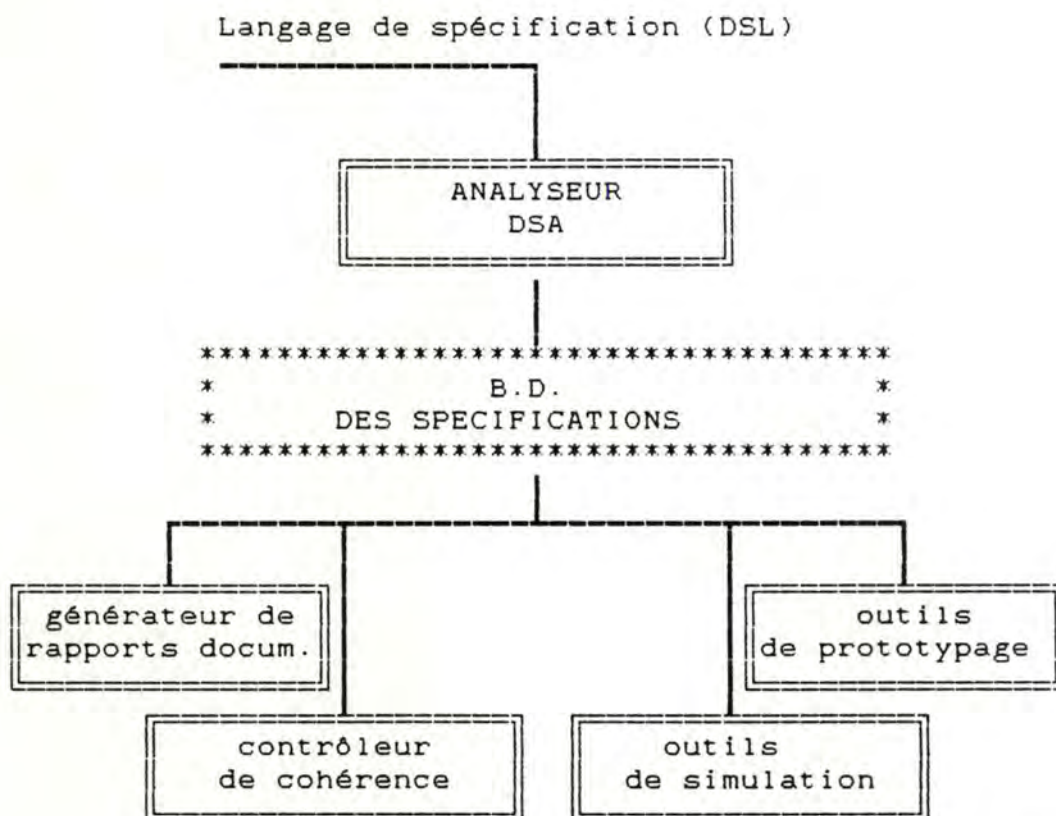 Langage de spécification (DSL)
ANALYSEUR
DSA
B.D.
DES SPECIFICATIONS
générateur de
rapports docum.
outils
de prototypage
contrôleur
de cohérence
outils
de simulation